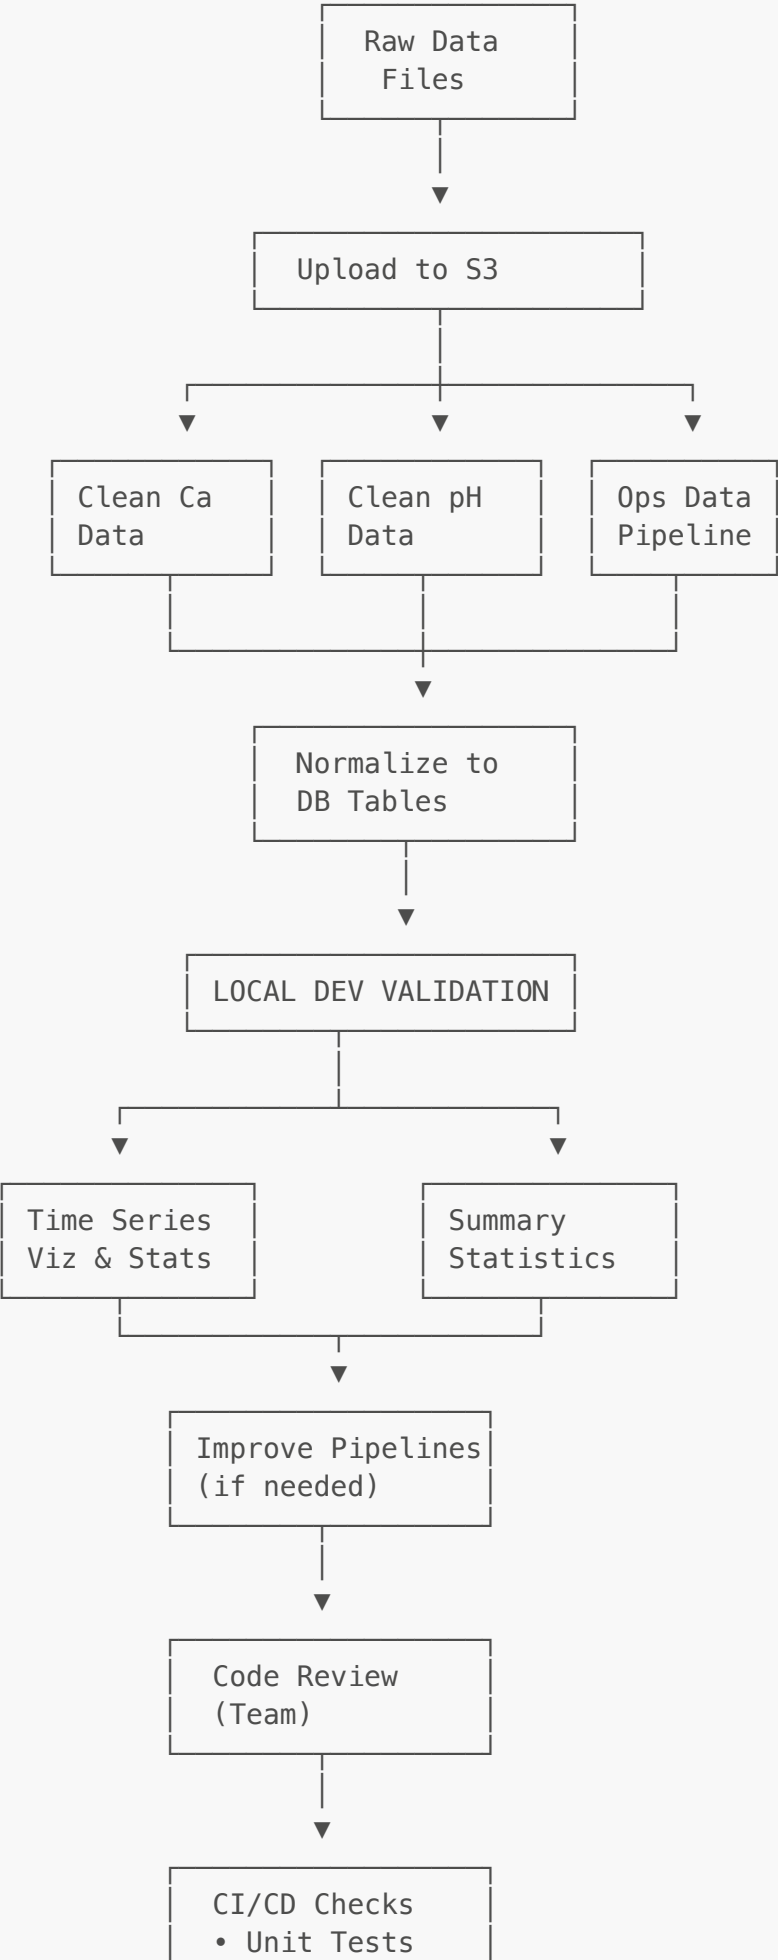 Raw Data
Files
Upload to S3
Clean Ca
Data
Clean pH
Data
Ops Data
Pipeline
Normalize to
DB Tables
LOCAL DEV VALIDATION
Time Series
Viz & Stats
Summary
Statistics
Improve Pipelines
(if needed)
Code Review
(Team)
CI/CD Checks
• Unit Tests